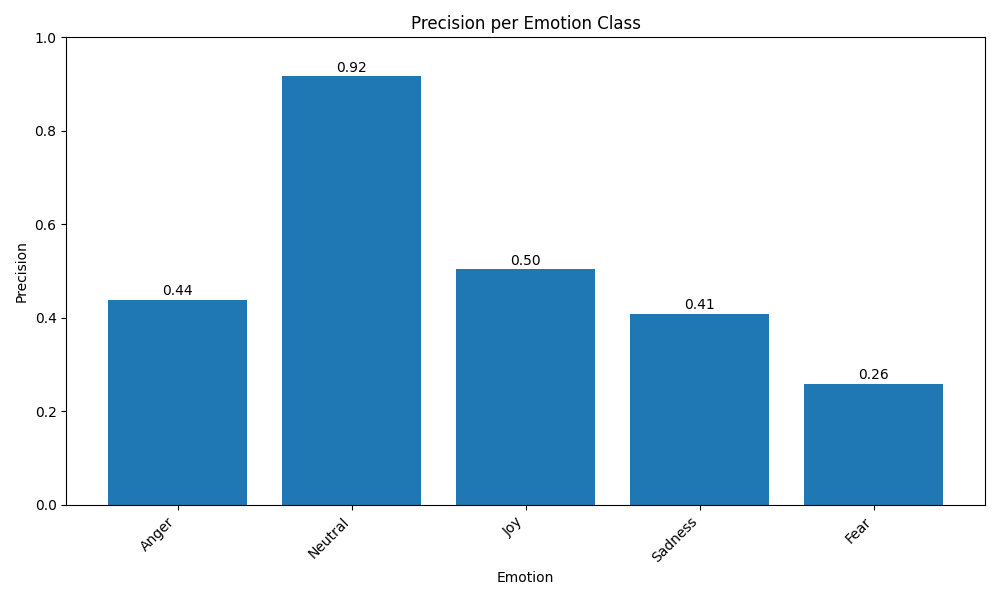 Precision per Emotion Class
1.0
0.8
0.6
0.4
0.2
0.0
Precision
0.44
0.92
0.50
0.41
0.26
Anger
Neutral
Joy
Sadness
Fear
Emotion